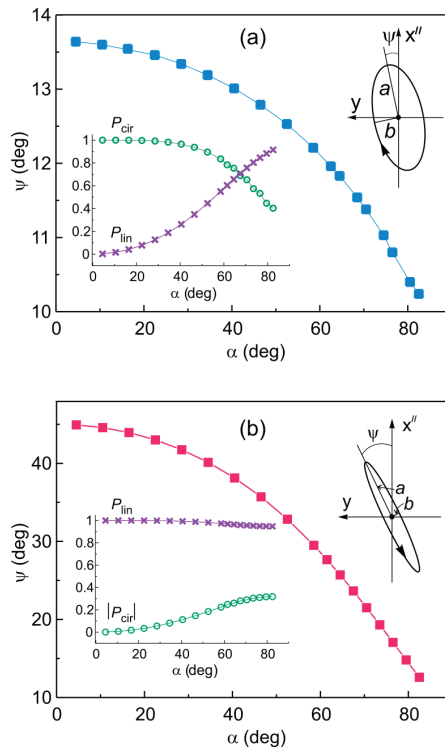 (a)
ψ x″
a
y
b
14
13
12
11
10
ψ (deg)
P_cir
P_lin
1
0.8
0.6
0.4
0.2
0
0 20 40 60 80
α (deg)
0 20 40 60 80
α (deg)
(b)
ψ x″
a
y
b
40
30
20
10
ψ (deg)
P_lin
|P_cir|
1
0.8
0.6
0.4
0.2
0
0 20 40 60 80
α (deg)
0 20 40 60 80
α (deg)